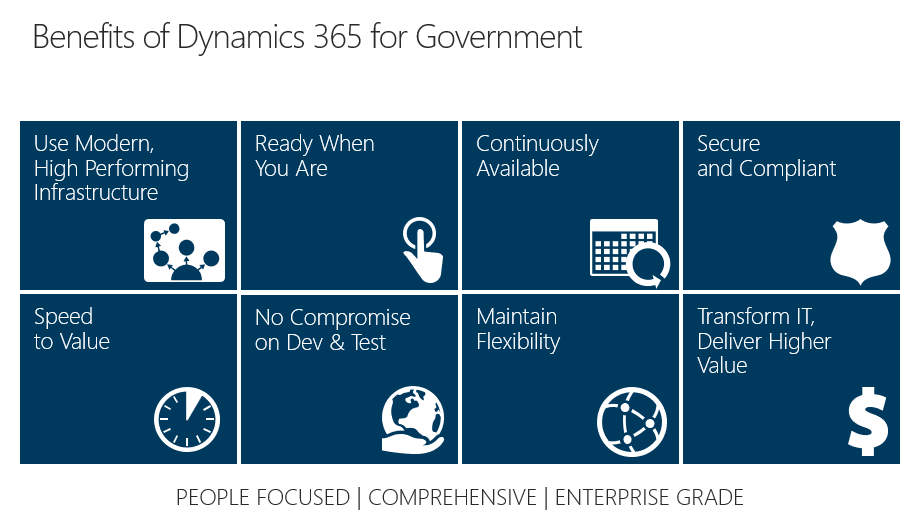 Benefits of Dynamics 365 for Government
Use Modern,
High Performing
Infrastructure
Ready When
You Are
Continuously
Available
Secure
and Compliant
Speed
to Value
No Compromise
on Dev & Test
Maintain
Flexibility
Transform IT,
Deliver Higher
Value
$
PEOPLE FOCUSED | COMPREHENSIVE | ENTERPRISE GRADE